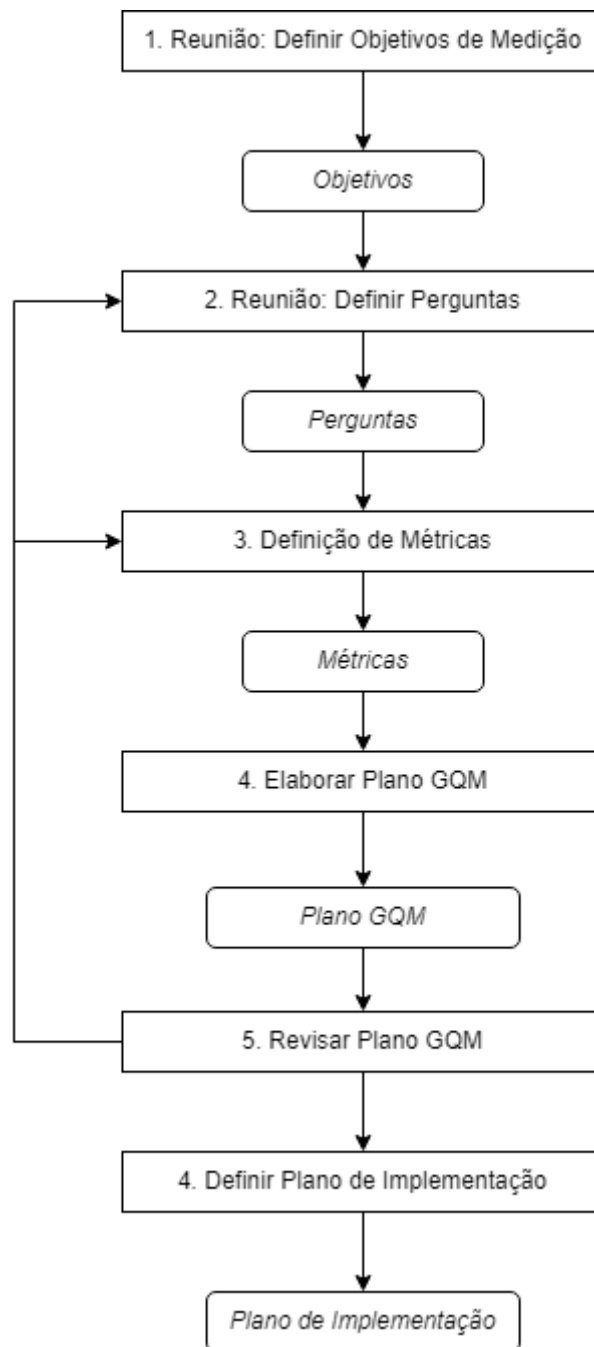 1. Reunião: Definir Objetivos de Medição
Objetivos
2. Reunião: Definir Perguntas
Perguntas
3. Definição de Métricas
Métricas
4. Elaborar Plano GQM
Plano GQM
5. Revisar Plano GQM
4. Definir Plano de Implementação
Plano de Implementação